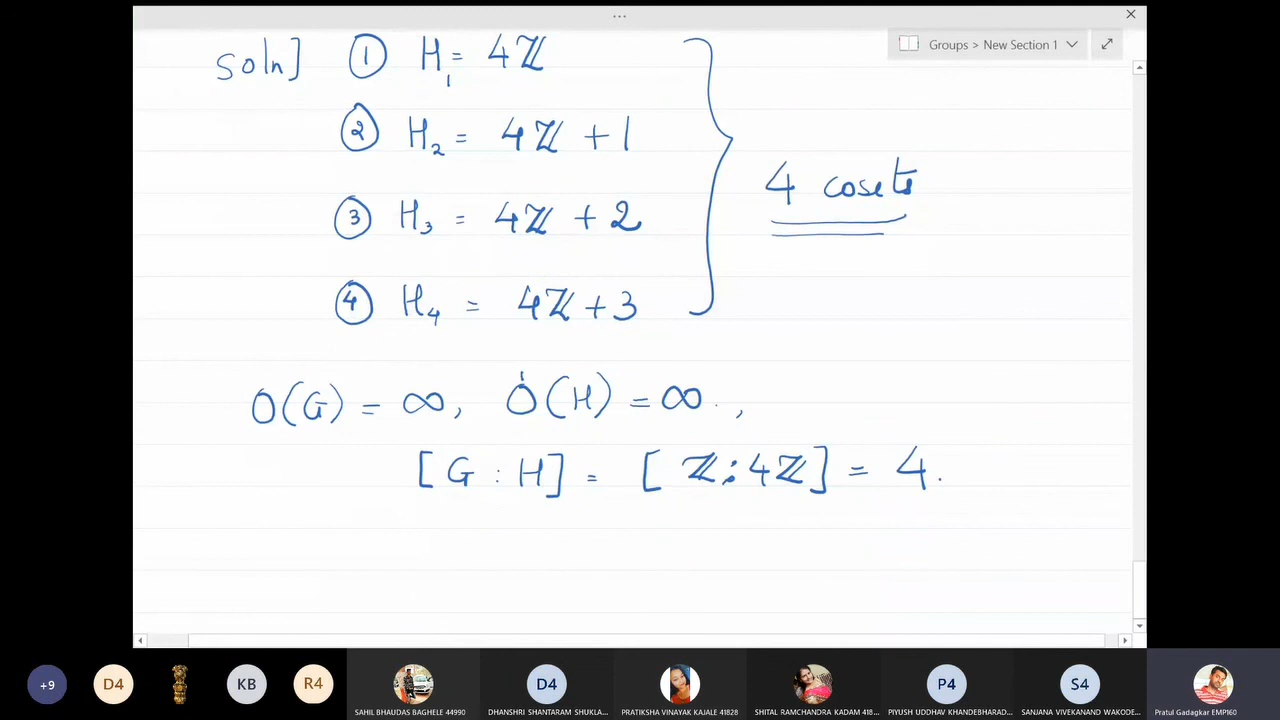 Groups > New Section 1
soln] ① H₁ = 4ℤ
② H₂ = 4ℤ + 1
③ H₃ = 4ℤ + 2
④ H₄ = 4ℤ + 3
4 cosets
O(G) = ∞, O(H) = ∞ ,
[G : H] = [ℤ : 4ℤ] = 4.
+9 D4 KB R4 D4 P4 S4
SAHIL BHAUDAS BAGHELE 44990 DHANSHRI SHANTARAM SHUKLA... PRATIKSHA VINAYAK KAJALE 41828 SHITAL RAMCHANDRA KADAM 418... PIYUSH UDDHAV KHANDEBHARAD... SANJANA VIVEKANAND WAKODE... Pratul Gadagkar EMP160